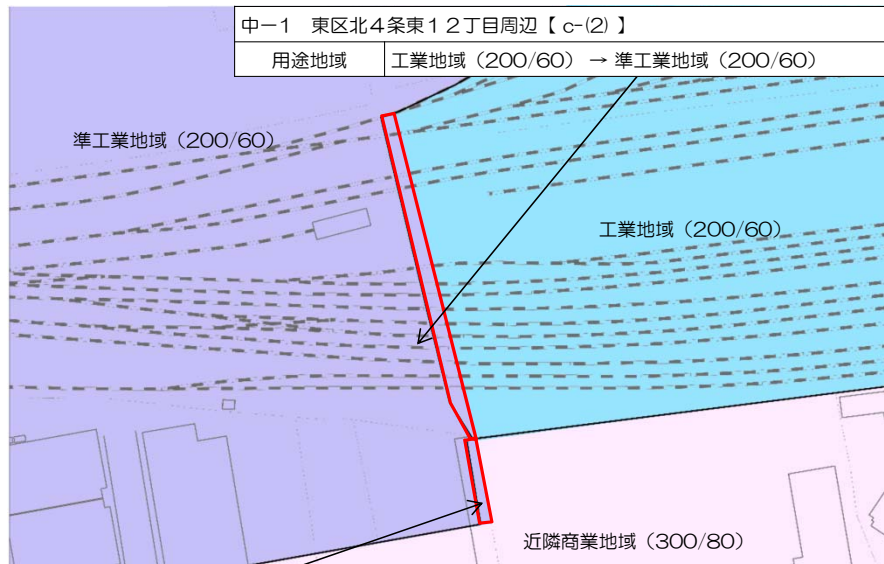 中ー1 東区北4条東12丁目周辺【 c-(2) 】
用途地域 工業地域（200/60） → 準工業地域（200/60）
準工業地域（200/60）
工業地域（200/60）
近隣商業地域（300/80）